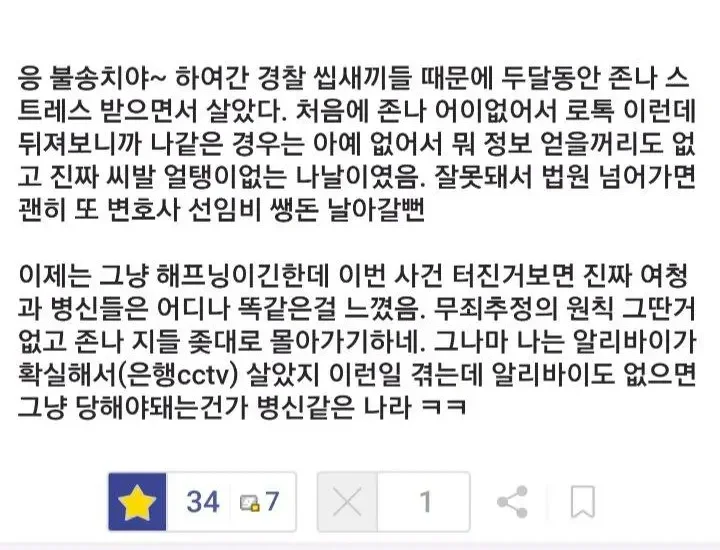 응 불송치야~ 하여간 경찰 씹새끼들 때문에 두달동안 존나 스
트레스 받으면서 살았다. 처음에 존나 어이없어서 로톡 이런데
뒤져보니까 나같은 경우는 아예 없어서 뭐 정보 얻을꺼리도 없
고 진짜 씨발 얼탱이없는 나날이였음. 잘못돼서 법원 넘어가면
괜히 또 변호사 선임비 쌩돈 날아갈뻔
이제는 그냥 해프닝이긴한데 이번 사건 터진거보면 진짜 여청
과 병신들은 어디나 똑같은걸 느꼈음. 무죄추정의 원칙 그딴거
없고 존나 지들 좆대로 몰아가기하네. 그나마 나는 알리바이가
확실해서(은행cctv) 살았지 이런일 겪는데 알리바이도 없으면
그냥 당해야돼는건가 병신같은 나라 ㅋㅋ
34 7 1